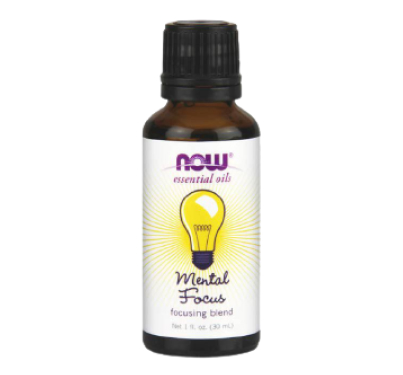 now®
essential oils
Mental
Focus
focusing blend
Net 1 fl. oz. (30 mL)